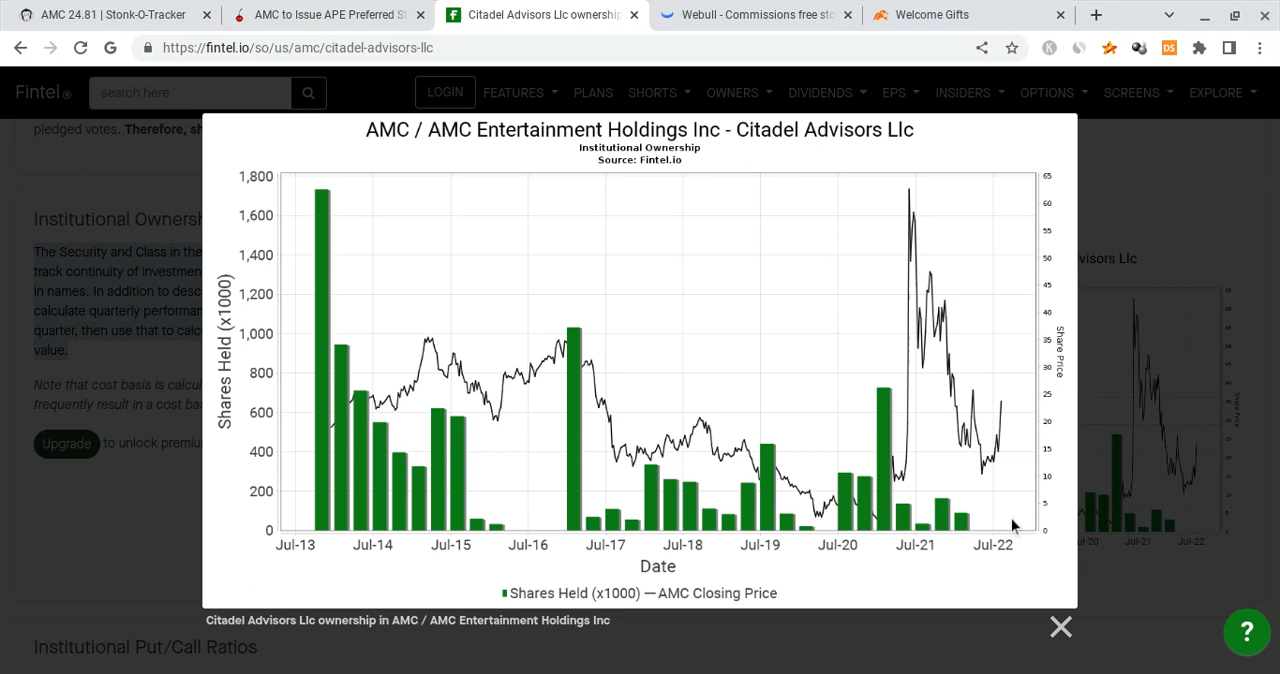 AMC 24.81 | Stonk-O-Tracker
AMC to Issue APE Preferred St
Citadel Advisors Llc ownership
Webull - Commissions free sto
Welcome Gifts
https://fintel.io/so/us/amc/citadel-advisors-llc
DS
Fintel ®
search here
LOGIN
FEATURES
PLANS
SHORTS
OWNERS
DIVIDENDS
EPS
INSIDERS
OPTIONS
SCREENS
EXPLORE
pledged votes. Therefore, sh
Institutional Ownersh
The Security and Class in the
track continuity of investmen
in names. In addition to desc
calculate quarterly performan
quarter, then use that to calcu
value.
Note that cost basis is calcul
frequently result in a cost bas
Upgrade to unlock premiu
AMC / AMC Entertainment Holdings Inc - Citadel Advisors Llc
Institutional Ownership
Source: Fintel.io
Shares Held (x1000)
1,800
1,600
1,400
1,200
1,000
800
600
400
200
0
65
60
55
50
45
40
35
30
25
20
15
10
5
0
Share Price
Jul-13
Jul-14
Jul-15
Jul-16
Jul-17
Jul-18
Jul-19
Jul-20
Jul-21
Jul-22
Date
Shares Held (x1000) — AMC Closing Price
Citadel Advisors Llc ownership in AMC / AMC Entertainment Holdings Inc
visors Llc
Jul-21
Jul-22
?
Institutional Put/Call Ratios